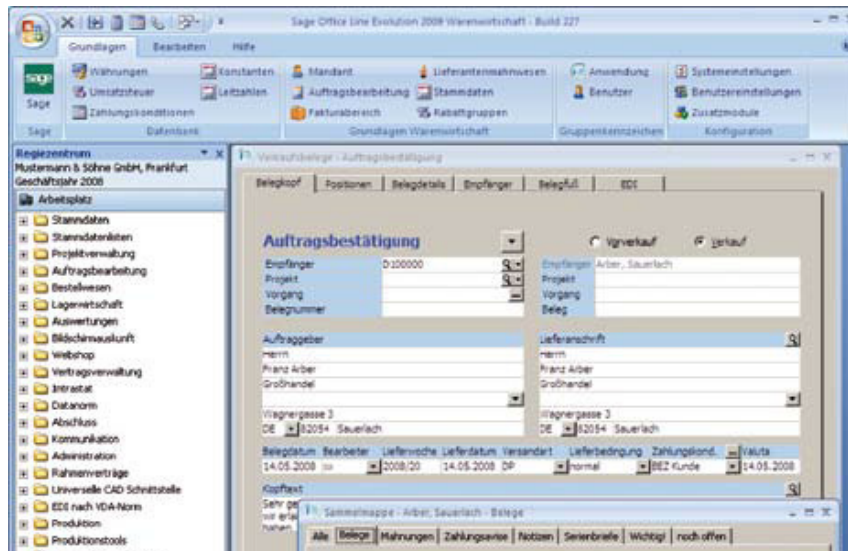 Sage Office Line Evolution 2009 Warenwirtschaft - Build 227
Grundlagen Bearbeiten Hilfe
sage
Sage
Währungen
Umsatzsteuer
Zahlungskonditionen
Konstanten
Leitzahlen
Mandant
Auftragsbearbeitung
Fakturabereich
Lieferantenmahnwesen
Stammdaten
Rabattgruppen
Anwendung
Benutzer
Systemeinstellungen
Benutzereinstellungen
Zusatzmodule
Sage Datenbank Grundlagen Warenwirtschaft Gruppenkennzeichen Konfiguration
Regiezentrum
Mustermann & Söhne GmbH, Frankfurt
Geschäftsjahr 2008
Arbeitsplatz
Stammdaten
Stammdatenlisten
Projektverwaltung
Auftragsbearbeitung
Bestellwesen
Lagerwirtschaft
Auswertungen
Bildschirmauskunft
Webshop
Vertragsverwaltung
Intrastat
Datanorm
Abschluss
Kommunikation
Administration
Rahmenverträge
Universelle CAD Schnittstelle
EDI nach VDA-Norm
Produktion
Produktionstools
Verkaufsbelege - Auftragsbestätigung
Belegkopf Positionen Belegdetails Empfänger Belegfuß EDI
Auftragsbestätigung Vorverkauf Verkauf
Empfänger D100000 Empfänger Arber, Sauerlach
Projekt Projekt
Vorgang Vorgang
Belegnummer Beleg
Auftraggeber Lieferanschrift
Herrn Herrn
Franz Arber Franz Arber
Großhandel Großhandel
Wagnergasse 3 Wagnergasse 3
DE 82054 Sauerlach DE 82054 Sauerlach
Belegdatum Bearbeiter Lieferwoche Lieferdatum Versandart Lieferbedingung Zahlungskond. Valuta
14.05.2008 2008/20 14.05.2008 DP normal BEZ Kunde 14.05.2008
Kopftext
Sehr ge
wir erla
haben
Sammelmappe - Arber, Sauerlach - Belege
Alle Belege Mahnungen Zahlungsavise Notizen Serienbriefe Wichtig! noch offen